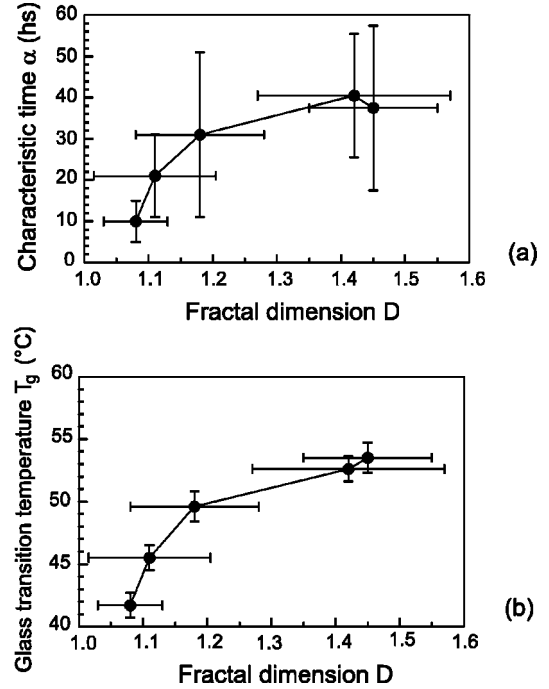 Characteristic time α (hs)
60
50
40
30
20
10
0
1.0 1.1 1.2 1.3 1.4 1.5 1.6
Fractal dimension D
(a)
Glass transition temperature Tg (°C)
60
55
50
45
40
1.0 1.1 1.2 1.3 1.4 1.5 1.6
Fractal dimension D
(b)